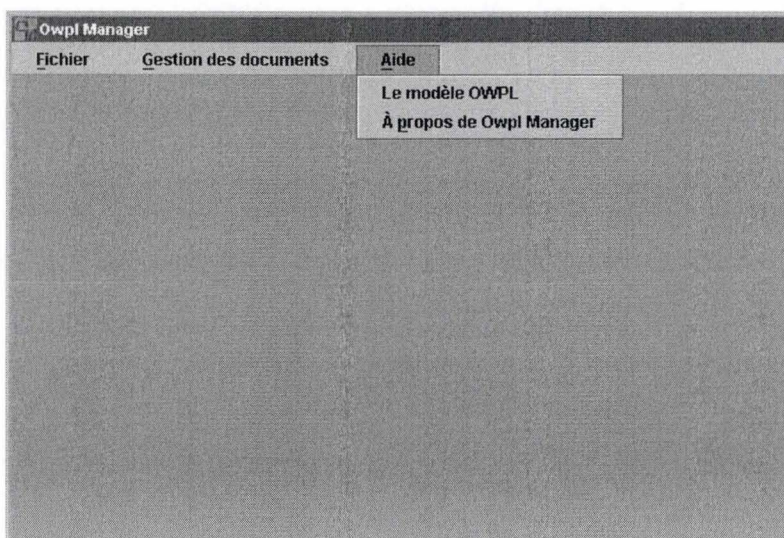 Owpl Manager
Fichier Gestion des documents Aide
Le modèle OWPL
À propos de Owpl Manager